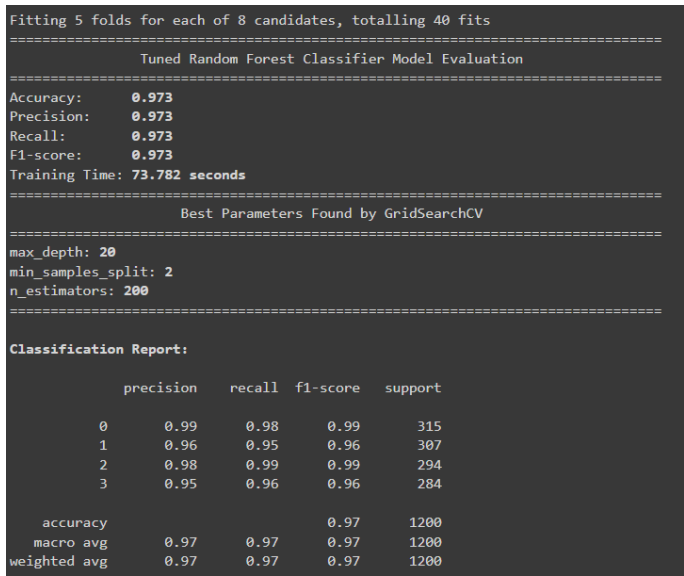 Fitting 5 folds for each of 8 candidates, totalling 40 fits
================================================================================
Tuned Random Forest Classifier Model Evaluation
================================================================================
Accuracy: 0.973
Precision: 0.973
Recall: 0.973
F1-score: 0.973
Training Time: 73.782 seconds
================================================================================
Best Parameters Found by GridSearchCV
================================================================================
max_depth: 20
min_samples_split: 2
n_estimators: 200
================================================================================
Classification Report:
precision recall f1-score support
0 0.99 0.98 0.99 315
1 0.96 0.95 0.96 307
2 0.98 0.99 0.99 294
3 0.95 0.96 0.96 284
accuracy 0.97 1200
macro avg 0.97 0.97 0.97 1200
weighted avg 0.97 0.97 0.97 1200